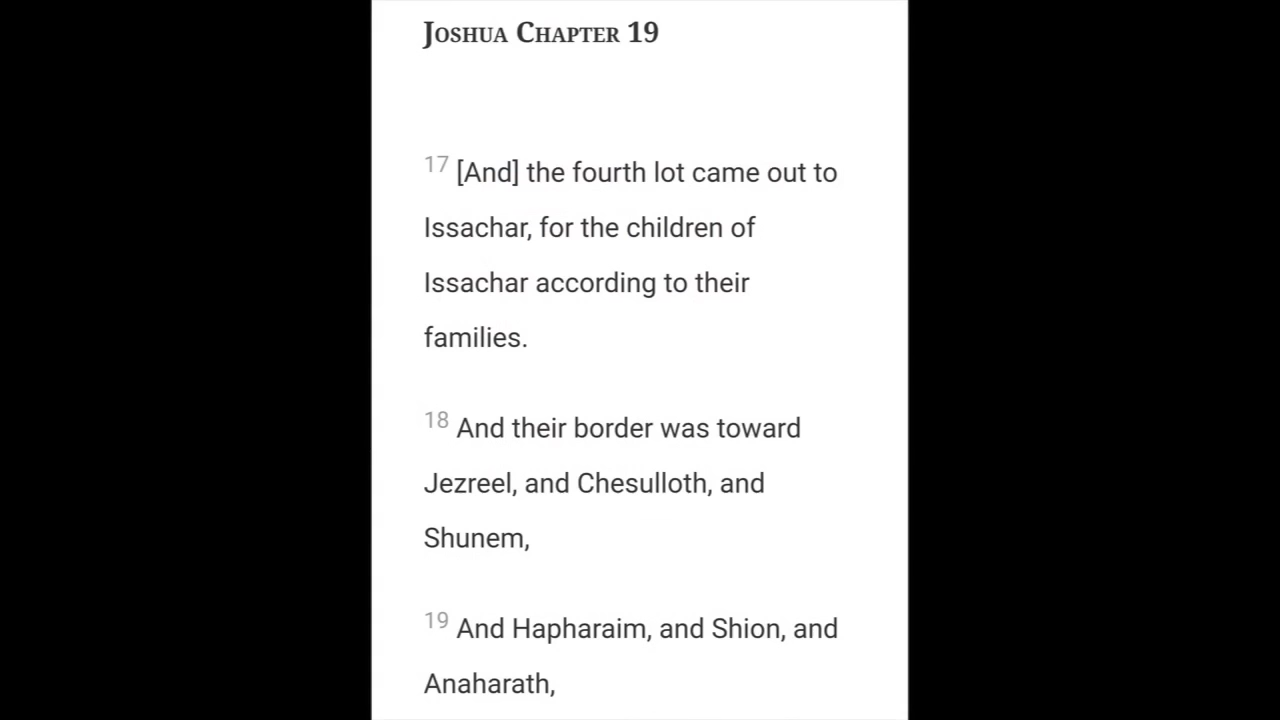 Joshua Chapter 19
17 [And] the fourth lot came out to
Issachar, for the children of
Issachar according to their
families.
18 And their border was toward
Jezreel, and Chesulloth, and
Shunem,
19 And Hapharaim, and Shion, and
Anaharath,